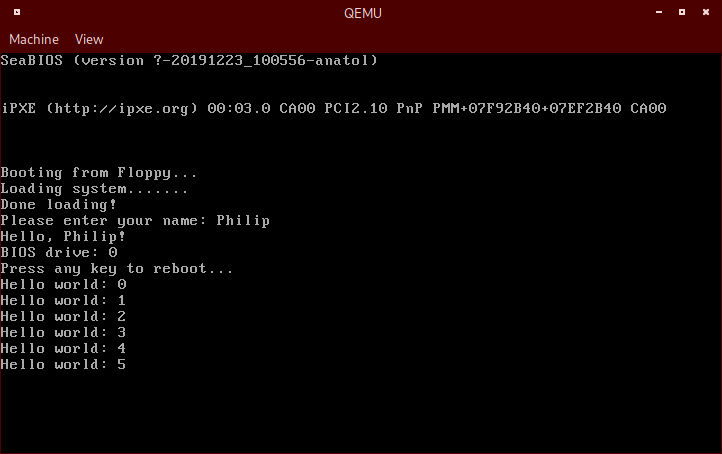 QEMU
Machine View
SeaBIOS (version ?-20191223_100556-anatol)
iPXE (http://ipxe.org) 00:03.0 CA00 PCI2.10 PnP PMM+07F92B40+07EF2B40 CA00
Booting from Floppy...
Loading system.......
Done loading!
Please enter your name: Philip
Hello, Philip!
BIOS drive: 0
Press any key to reboot...
Hello world: 0
Hello world: 1
Hello world: 2
Hello world: 3
Hello world: 4
Hello world: 5